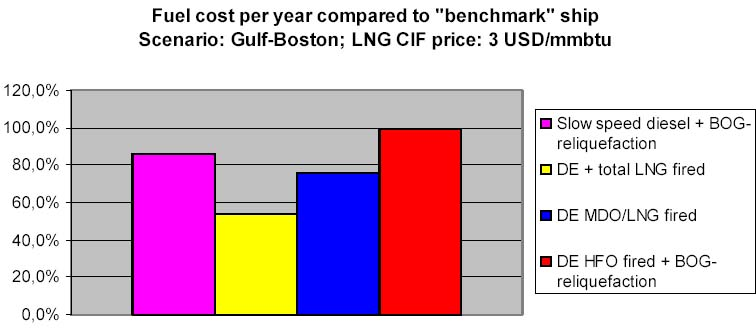 Fuel cost per year compared to "benchmark" ship
Scenario: Gulf-Boston; LNG CIF price: 3 USD/mmbtu
120,0%
100,0%
80,0%
60,0%
40,0%
20,0%
0,0%
Slow speed diesel + BOG-
reliquefaction
DE + total LNG fired
DE MDO/LNG fired
DE HFO fired + BOG-
reliquefaction